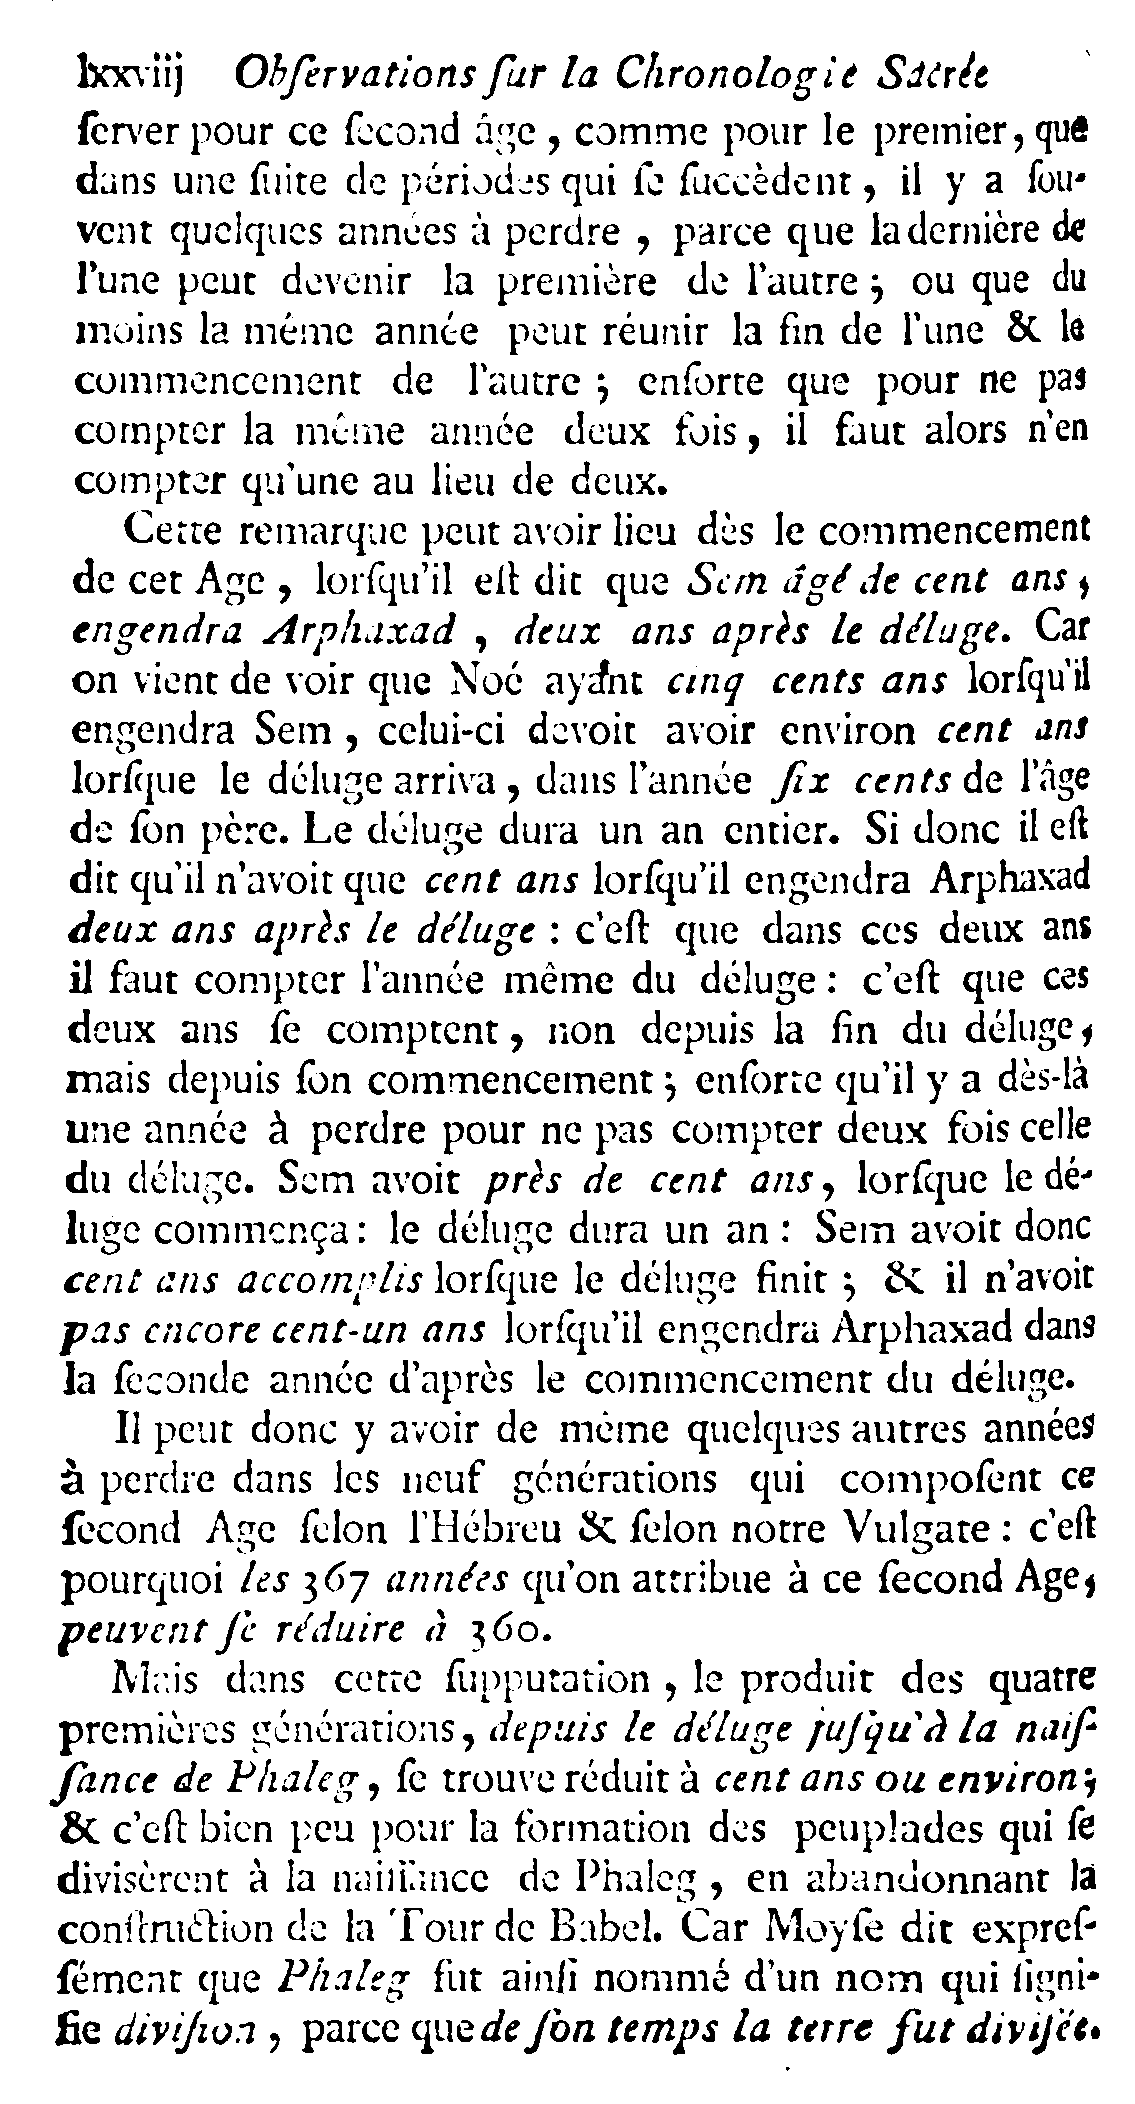 lxxviij Obſervations ſur la Chronologie Sacrée
ſerver pour ce ſecond âge , comme pour le premier, que
dans une ſuite de périodes qui ſe ſuccèdent , il y a ſou-
vent quelques années à perdre , parce que la dernière de
l'une peut devenir la première de l'autre ; ou que du
moins la méme année peut réunir la fin de l'une & le
commencement de l'autre ; enſorte que pour ne pas
compter la même année deux fois, il faut alors n'en
compter qu'une au lieu de deux.
Cette remarque peut avoir lieu dès le commencement
de cet Age , lorſqu'il eſt dit que Sem âgé de cent ans ,
engendra Arphaxad , deux ans après le déluge. Car
on vient de voir que Noé ayant cinq cents ans lorſqu'il
engendra Sem , celui-ci devoit avoir environ cent ans
lorſque le déluge arriva , dans l'année ſix cents de l'âge
de ſon père. Le déluge dura un an entier. Si donc il eſt
dit qu'il n'avoit que cent ans lorſqu'il engendra Arphaxad
deux ans après le déluge : c'eſt que dans ces deux ans
il faut compter l'année même du déluge : c'eſt que ces
deux ans ſe comptent , non depuis la fin du déluge ,
mais depuis ſon commencement ; enſorte qu'il y a dès-là
une année à perdre pour ne pas compter deux fois celle
du déluge. Sem avoit près de cent ans, lorſque le dé-
luge commença : le déluge dura un an : Sem avoit donc
cent ans accomplis lorſque le déluge finit ; & il n'avoit
pas encore cent-un ans lorſqu'il engendra Arphaxad dans
la ſeconde année d'après le commencement du déluge.
Il peut donc y avoir de même quelques autres années
à perdre dans les neuf générations qui compoſent ce
ſecond Age ſelon l'Hébreu & ſelon notre Vulgate : c'eſt
pourquoi les 367 années qu'on attribue à ce ſecond Age,
peuvent ſe réduire à 360.
Mais dans cette ſupputation , le produit des quatre
premières générations, depuis le déluge juſqu'à la naiſ-
ſance de Phaleg , ſe trouve réduit à cent ans ou environ ;
& c'eſt bien peu pour la formation des peuplades qui ſe
divisèrent à la naiſſance de Phaleg , en abandonnant la
conſtruction de la Tour de Babel. Car Moyſe dit expreſ-
ſément que Phaleg fut ainſi nommé d'un nom qui ſigni-
fie diviſion , parce que de ſon temps la terre fut diviſée.